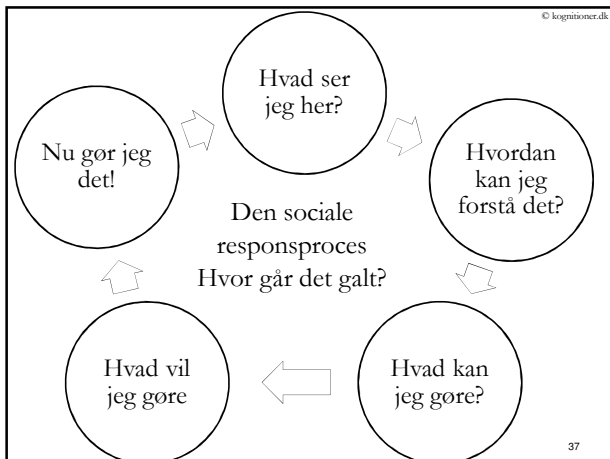 © kognitioner.dk
Hvad ser
jeg her?
Hvordan
kan jeg
forstå det?
Hvad kan
jeg gøre?
Hvad vil
jeg gøre
Nu gør jeg
det!
Den sociale
responsproces
Hvor går det galt?
37